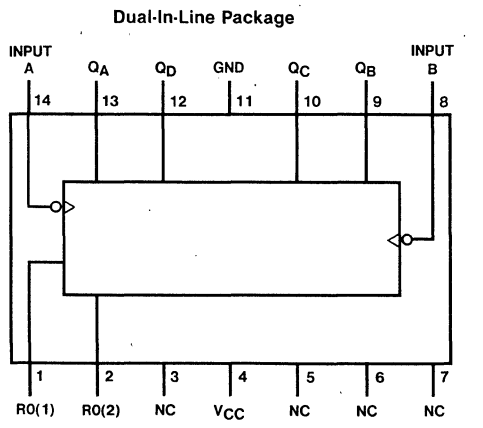 Dual-In-Line Package
INPUT A QA QD GND QC QB INPUT B
14 13 12 11 10 9 8
1 2 3 4 5 6 7
R0(1) R0(2) NC VCC NC NC NC